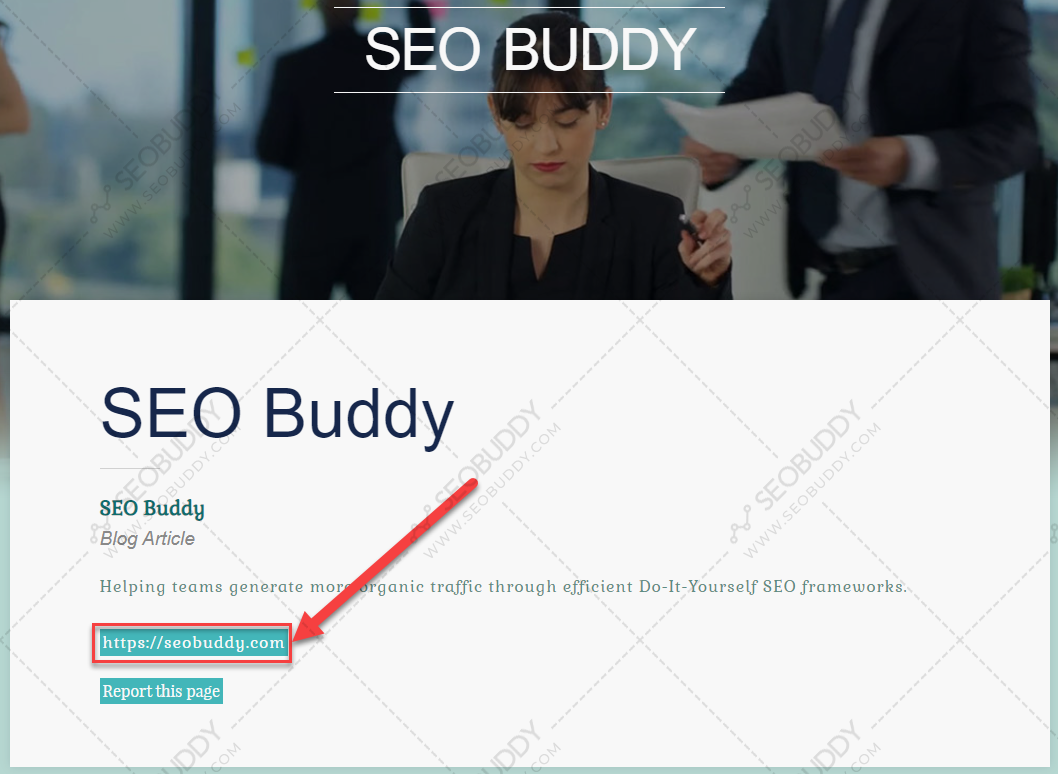 SEO BUDDY
SEO Buddy
SEO Buddy
Blog Article
Helping teams generate more organic traffic through efficient Do-It-Yourself SEO frameworks.
https://seobuddy.com
Report this page
SEOBUDDY
WWW.SEOBUDDY.COM